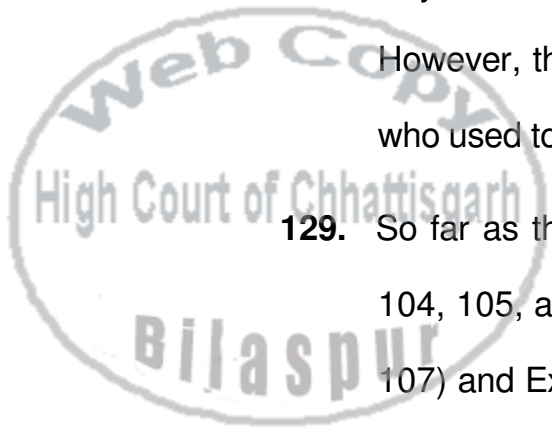 Web Copy
However, th
who used to
High Court of Chhattisgarh
129. So far as th
104, 105, a
Bilaspur
107) and Ex